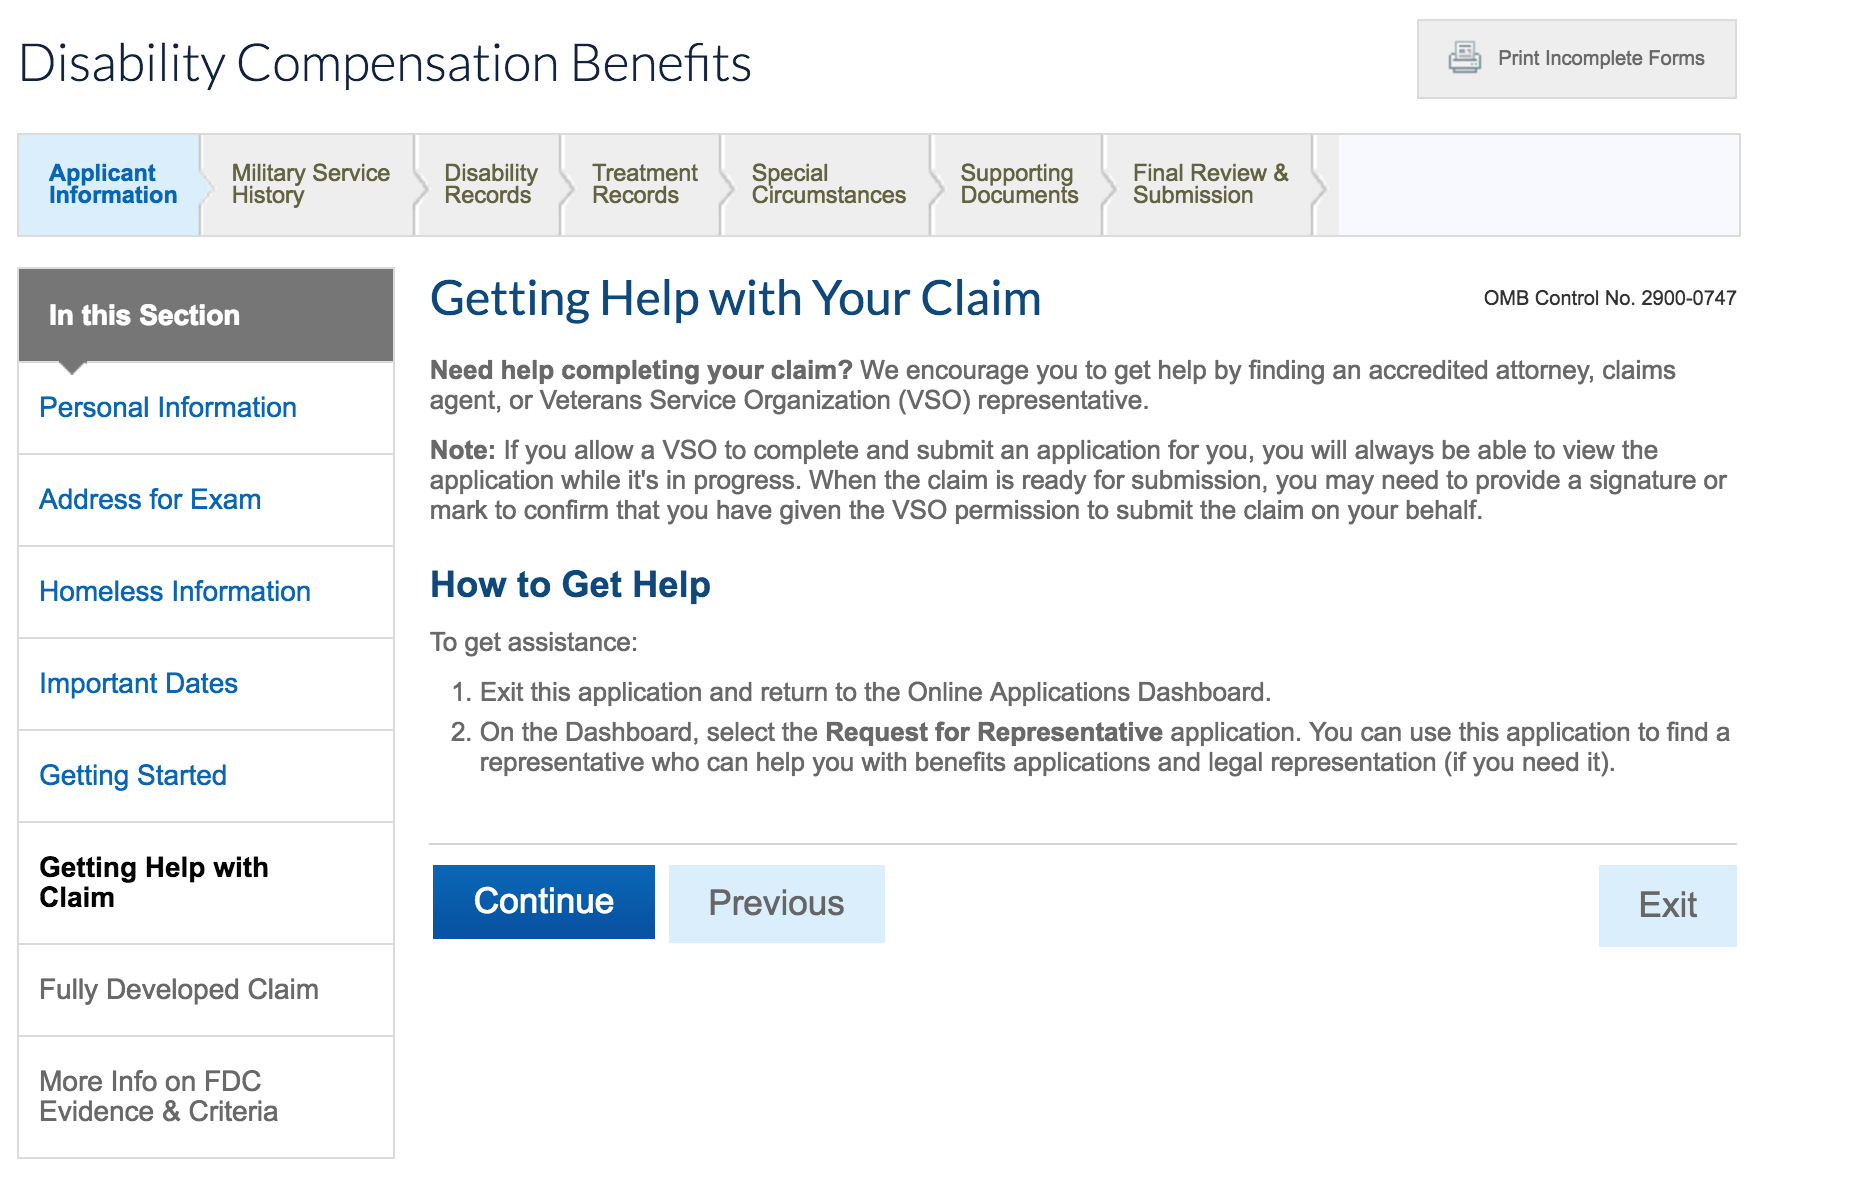 Disability Compensation Benefits
Print Incomplete Forms
Applicant
Information
Military Service
History
Disability
Records
Treatment
Records
Special
Circumstances
Supporting
Documents
Final Review &
Submission
In this Section
Personal Information
Address for Exam
Homeless Information
Important Dates
Getting Started
Getting Help with
Claim
Fully Developed Claim
More Info on FDC
Evidence & Criteria
Getting Help with Your Claim
OMB Control No. 2900-0747
Need help completing your claim? We encourage you to get help by finding an accredited attorney, claims
agent, or Veterans Service Organization (VSO) representative.
Note: If you allow a VSO to complete and submit an application for you, you will always be able to view the
application while it's in progress. When the claim is ready for submission, you may need to provide a signature or
mark to confirm that you have given the VSO permission to submit the claim on your behalf.
How to Get Help
To get assistance:
1. Exit this application and return to the Online Applications Dashboard.
2. On the Dashboard, select the Request for Representative application. You can use this application to find a
representative who can help you with benefits applications and legal representation (if you need it).
Continue
Previous
Exit